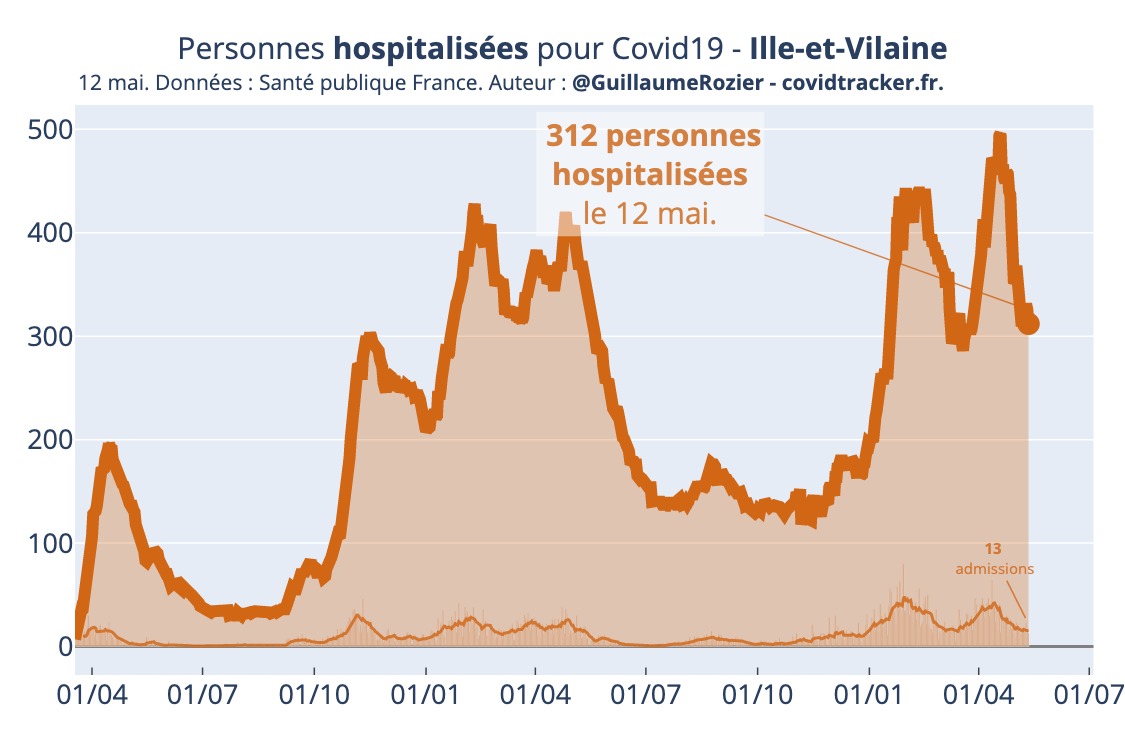 Personnes hospitalisées pour Covid19 - Ille-et-Vilaine
12 mai. Données : Santé publique France. Auteur : @GuillaumeRozier - covidtracker.fr.
500
312 personnes
hospitalisées
le 12 mai.
400
300
200
100
13
admissions
0
01/04 01/07 01/10 01/01 01/04 01/07 01/10 01/01 01/04 01/07